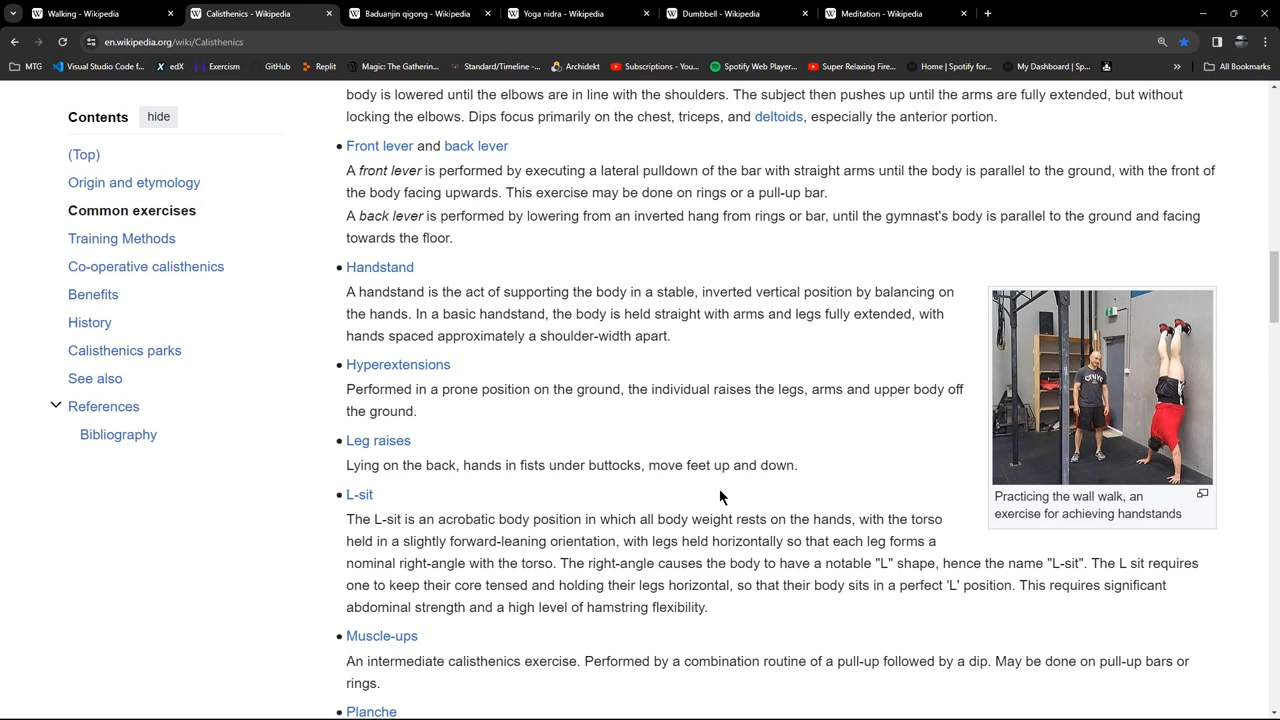 Walking - Wikipedia
Calisthenics - Wikipedia
Baduanjin qigong - Wikipedia
Yoga nidra - Wikipedia
Dumbbell - Wikipedia
Meditation - Wikipedia
en.wikipedia.org/wiki/Calisthenics
MTG
Visual Studio Code f...
edX
Exercism
GitHub
Replit
Magic: The Gatherin...
Standard/Timeline -...
Archidekt
Subscriptions - You...
Spotify Web Player...
Super Relaxing Fire...
Home | Spotify for...
My Dashboard | Sp...
All Bookmarks
Contents hide
(Top)
Origin and etymology
Common exercises
Training Methods
Co-operative calisthenics
Benefits
History
Calisthenics parks
See also
References
Bibliography
body is lowered until the elbows are in line with the shoulders. The subject then pushes up until the arms are fully extended, but without
locking the elbows. Dips focus primarily on the chest, triceps, and deltoids, especially the anterior portion.
• Front lever and back lever
A front lever is performed by executing a lateral pulldown of the bar with straight arms until the body is parallel to the ground, with the front of
the body facing upwards. This exercise may be done on rings or a pull-up bar.
A back lever is performed by lowering from an inverted hang from rings or bar, until the gymnast's body is parallel to the ground and facing
towards the floor.
• Handstand
A handstand is the act of supporting the body in a stable, inverted vertical position by balancing on
the hands. In a basic handstand, the body is held straight with arms and legs fully extended, with
hands spaced approximately a shoulder-width apart.
• Hyperextensions
Performed in a prone position on the ground, the individual raises the legs, arms and upper body off
the ground.
• Leg raises
Lying on the back, hands in fists under buttocks, move feet up and down.
• L-sit
The L-sit is an acrobatic body position in which all body weight rests on the hands, with the torso
held in a slightly forward-leaning orientation, with legs held horizontally so that each leg forms a
nominal right-angle with the torso. The right-angle causes the body to have a notable "L" shape, hence the name "L-sit". The L sit requires
one to keep their core tensed and holding their legs horizontal, so that their body sits in a perfect 'L' position. This requires significant
abdominal strength and a high level of hamstring flexibility.
• Muscle-ups
An intermediate calisthenics exercise. Performed by a combination routine of a pull-up followed by a dip. May be done on pull-up bars or
rings.
• Planche
Practicing the wall walk, an
exercise for achieving handstands